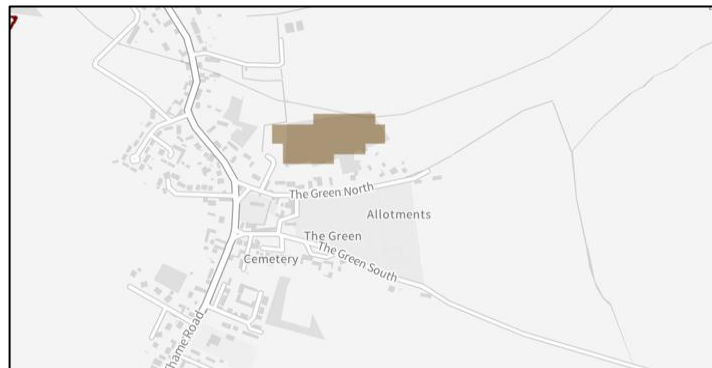 The Green North
Allotments
The Green
The Green South
Cemetery
Thame Road